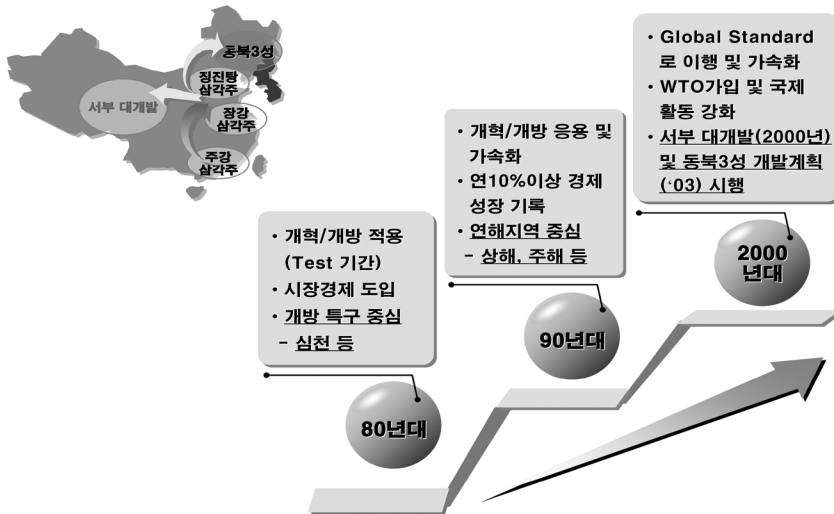 동북3성
징진탕
삼각주
서부 대개발
장강
삼각주
주강
삼각주
• 개혁/개방 적용
(Test 기간)
• 시장경제 도입
• 개방 특구 중심
- 심천 등
80년대
• 개혁/개방 응용 및
가속화
• 연10%이상 경제
성장 기록
• 연해지역 중심
- 상해, 주해 등
90년대
• Global Standard
로 이행 및 가속화
• WTO가입 및 국제
활동 강화
• 서부 대개발(2000년)
및 동북3성 개발계획
(‘03) 시행
2000
년대